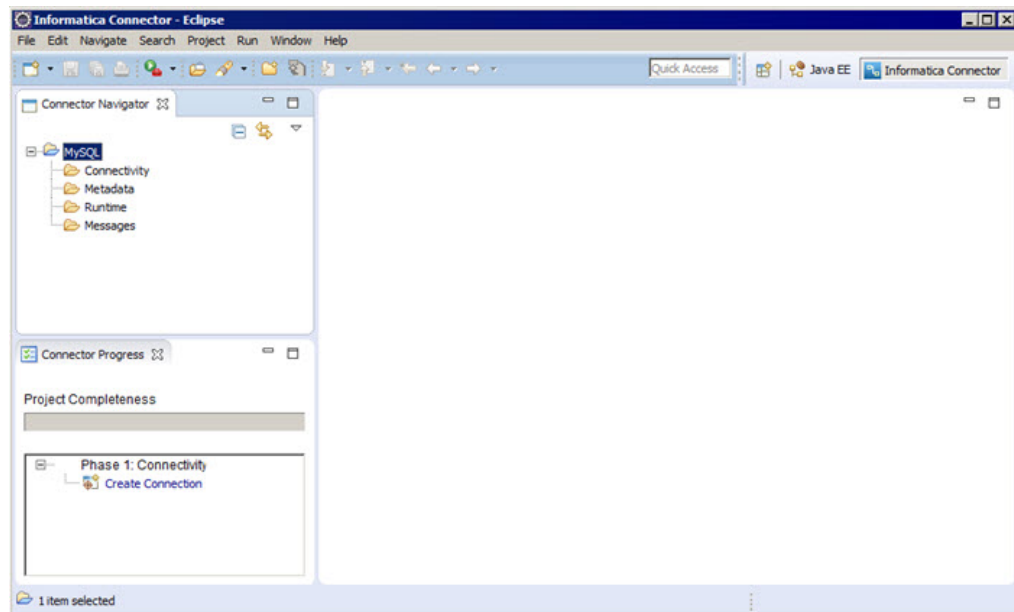 Informatica Connector - Eclipse
File Edit Navigate Search Project Run Window Help
Quick Access
Java EE
Informatica Connector
Connector Navigator
MySQL
Connectivity
Metadata
Runtime
Messages
Connector Progress
Project Completeness
Phase 1: Connectivity
Create Connection
1 item selected